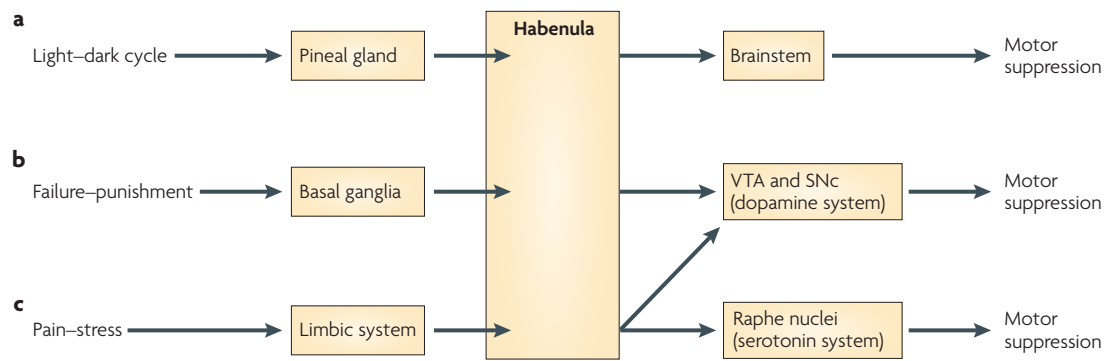 a
Habenula
Light–dark cycle
Pineal gland
Brainstem
Motor
suppression
b
Failure–punishment
Basal ganglia
VTA and SNc
(dopamine system)
Motor
suppression
c
Pain–stress
Limbic system
Raphe nuclei
(serotonin system)
Motor
suppression